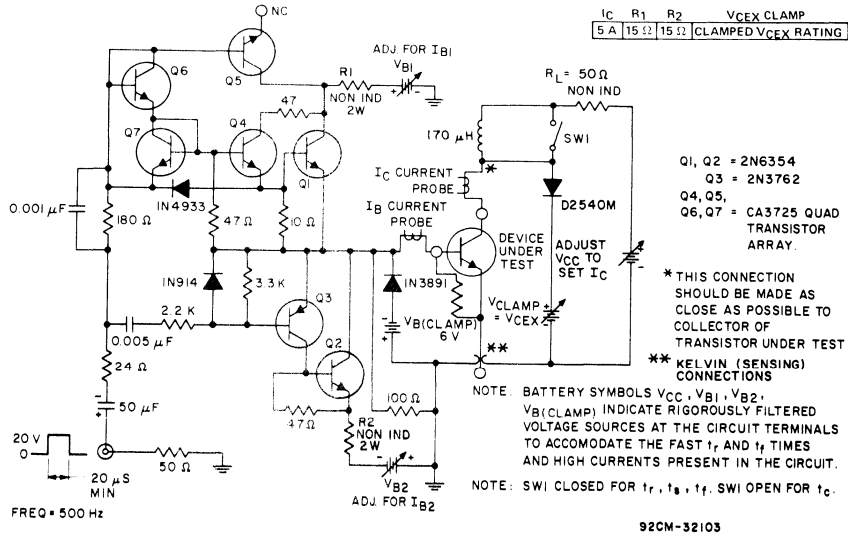 IC R1 R2 VCEX CLAMP
5 A 15 Ω 15 Ω CLAMPED VCEX RATING
NC
Q6
Q5
ADJ. FOR IB1
VB1
+ -
R1
NON IND
2W
RL = 50 Ω
NON IND
47
Q7
Q4
Q1
170 μH
SW1
*
IC CURRENT
PROBE
IB CURRENT
PROBE
D2540M
Q1, Q2 = 2N6354
Q3 = 2N3762
Q4, Q5,
Q6, Q7 = CA3725 QUAD
TRANSISTOR
ARRAY.
0.001 μF
180 Ω
1N4933
47 Ω
10 Ω
DEVICE
UNDER
TEST
ADJUST
VCC TO
SET IC
+
-
1N914
3.3 K
Q3
1N3891
-
+
VB(CLAMP)
6 V
VCLAMP +
= VCEX -
* THIS CONNECTION
SHOULD BE MADE AS
CLOSE AS POSSIBLE TO
COLLECTOR OF
TRANSISTOR UNDER TEST
2.2 K
0.005 μF
Q2
**
** KELVIN (SENSING)
CONNECTIONS
24 Ω
47Ω
100Ω
-
+
50 μF
R2
NON IND
2W
NOTE: BATTERY SYMBOLS VCC, VB1, VB2,
VB(CLAMP) INDICATE RIGOROUSLY FILTERED
VOLTAGE SOURCES AT THE CIRCUIT TERMINALS
TO ACCOMODATE THE FAST tr AND tf TIMES
AND HIGH CURRENTS PRESENT IN THE CIRCUIT.
20 V
0
20 μS
MIN
50 Ω
- +
VB2
ADJ. FOR IB2
NOTE: SW1 CLOSED FOR tr, ts, tf. SW1 OPEN FOR tc.
FREQ = 500 Hz
92CM-32103